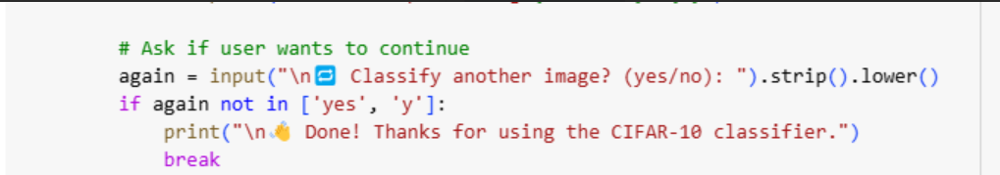 # Ask if user wants to continue
again = input("\n🔁 Classify another image? (yes/no): ").strip().lower()
if again not in ['yes', 'y']:
print("\n👋 Done! Thanks for using the CIFAR-10 classifier.")
break